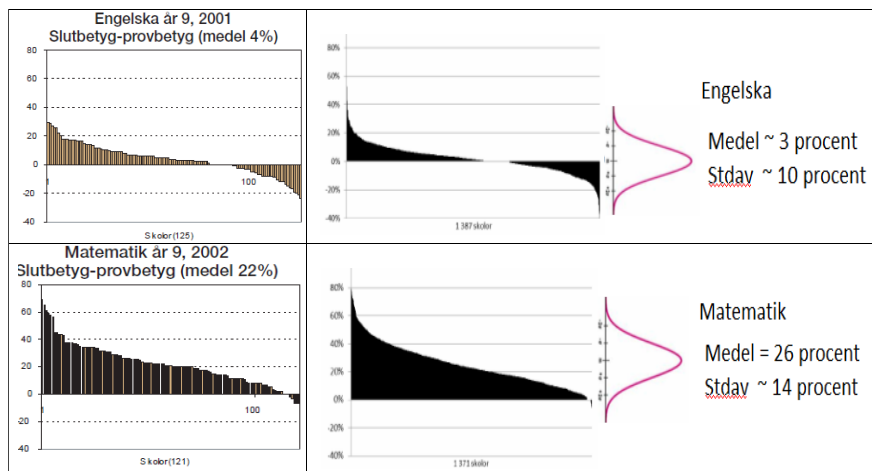 Engelska år 9, 2001
Slutbetyg-provbetyg (medel 4%)
80
60
40
20
0
-20
-40
1
100
Skolor(125)
80%
60%
40%
20%
0%
-20%
-40%
1 387 skolor
Engelska
Medel ~ 3 procent
Stdav ~ 10 procent
Matematik år 9, 2002
Slutbetyg-provbetyg (medel 22%)
80
60
40
20
0
-20
-40
1
100
Skolor(121)
80%
60%
40%
20%
0%
-20%
-40%
1 371 skolor
Matematik
Medel = 26 procent
Stdav ~ 14 procent